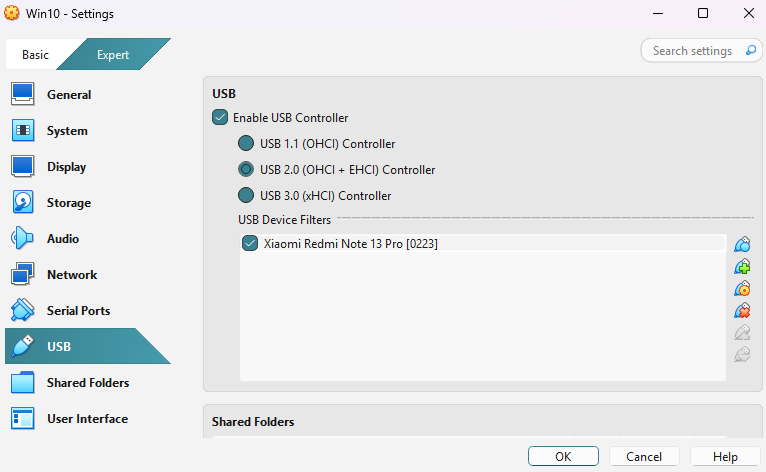 Win10 - Settings
Basic
Expert
Search settings
General
System
Display
Storage
Audio
Network
Serial Ports
USB
Shared Folders
User Interface
USB
Enable USB Controller
USB 1.1 (OHCI) Controller
USB 2.0 (OHCI + EHCI) Controller
USB 3.0 (xHCI) Controller
USB Device Filters
Xiaomi Redmi Note 13 Pro [0223]
Shared Folders
OK
Cancel
Help